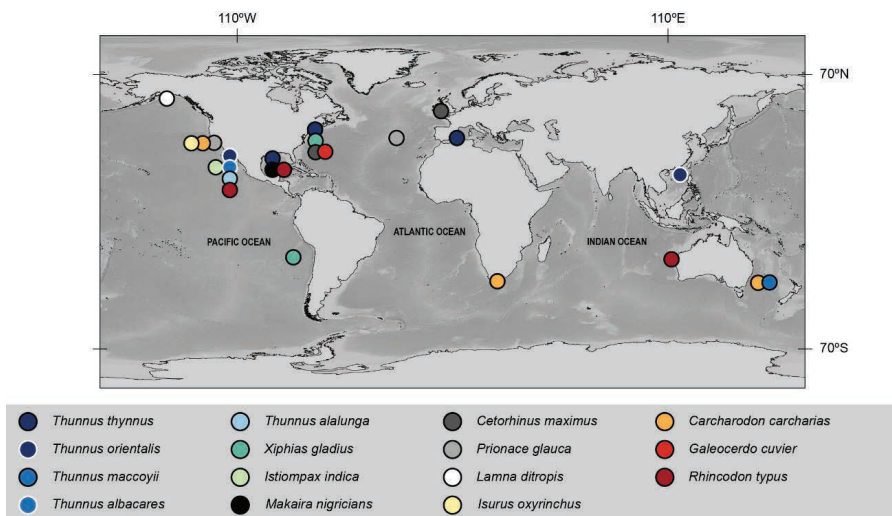 110ºW 110ºE
70ºN
PACIFIC OCEAN ATLANTIC OCEAN INDIAN OCEAN
70ºS
Thunnus thynnus Thunnus alalunga Cetorhinus maximus Carcharodon carcharias
Thunnus orientalis Xiphias gladius Prionace glauca Galeocerdo cuvier
Thunnus maccoyii Istiompax indica Lamna ditropis Rhincodon typus
Thunnus albacares Makaira nigricians Isurus oxyrinchus